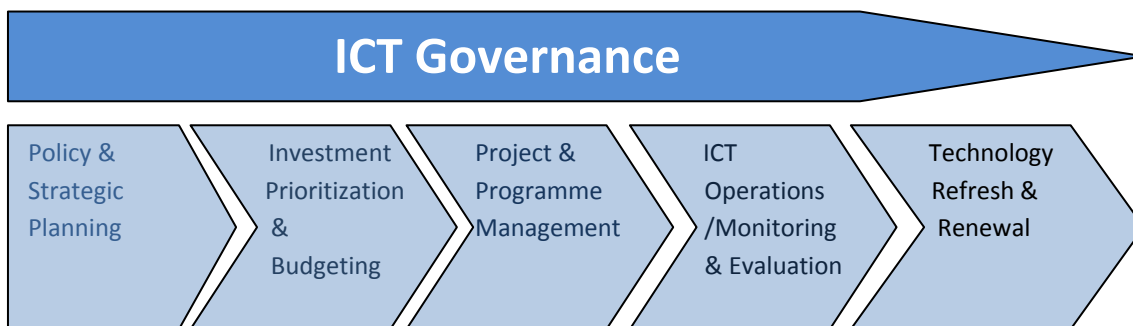 ICT Governance
Policy &
Strategic
Planning
Investment
Prioritization
&
Budgeting
Project &
Programme
Management
ICT
Operations
/Monitoring
& Evaluation
Technology
Refresh &
Renewal